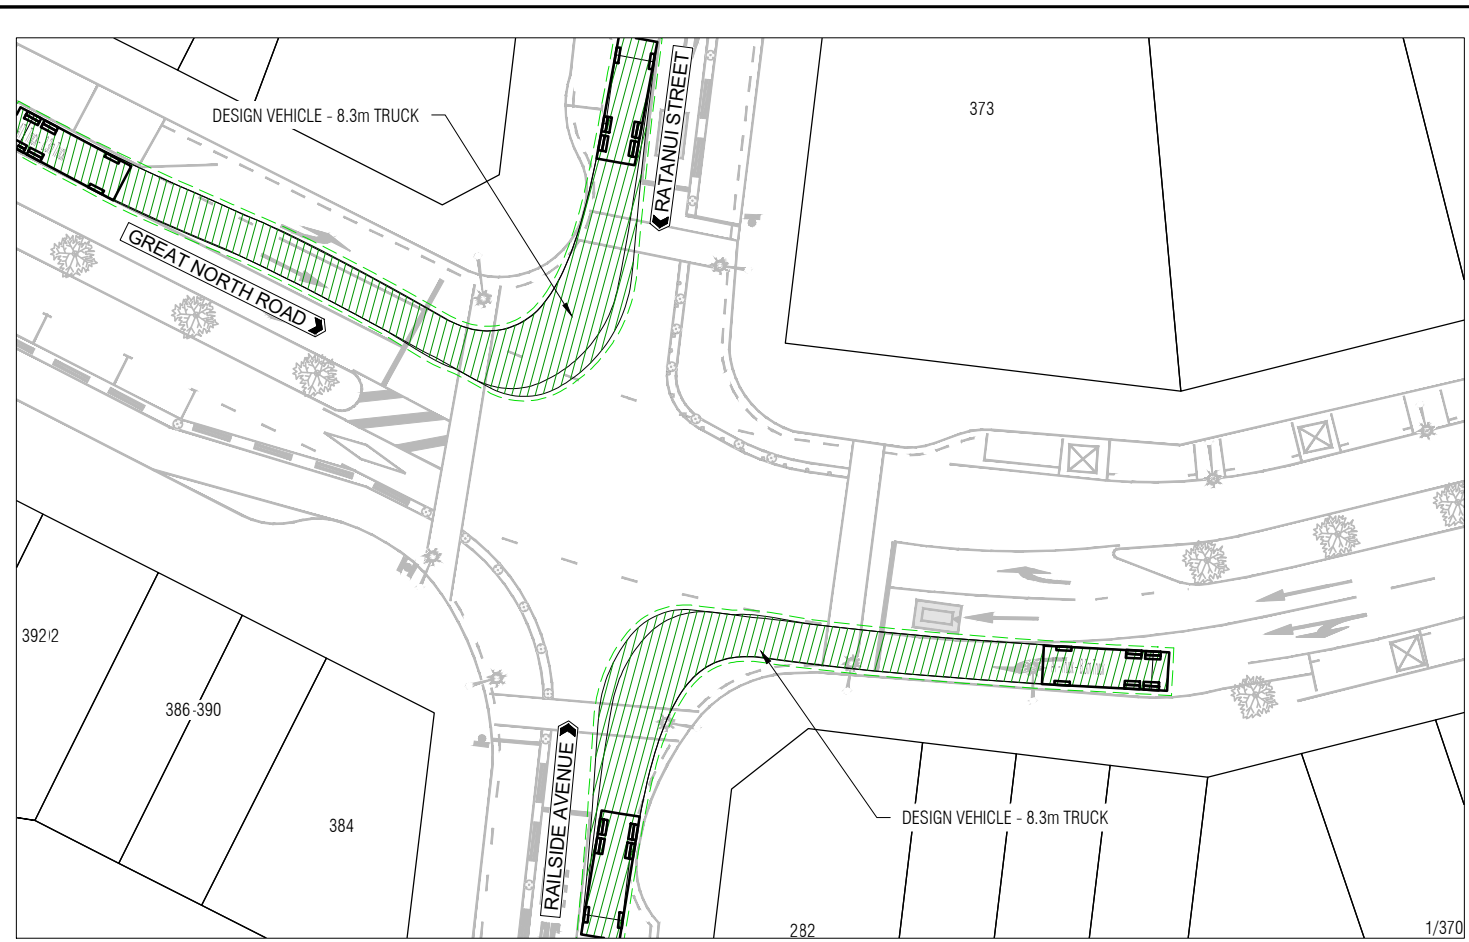 DESIGN VEHICLE - 8.3m TRUCK
373
RATANUI STREET
GREAT NORTH ROAD
386-390
384
RAILSIDE AVENUE
DESIGN VEHICLE - 8.3m TRUCK
282
1/370